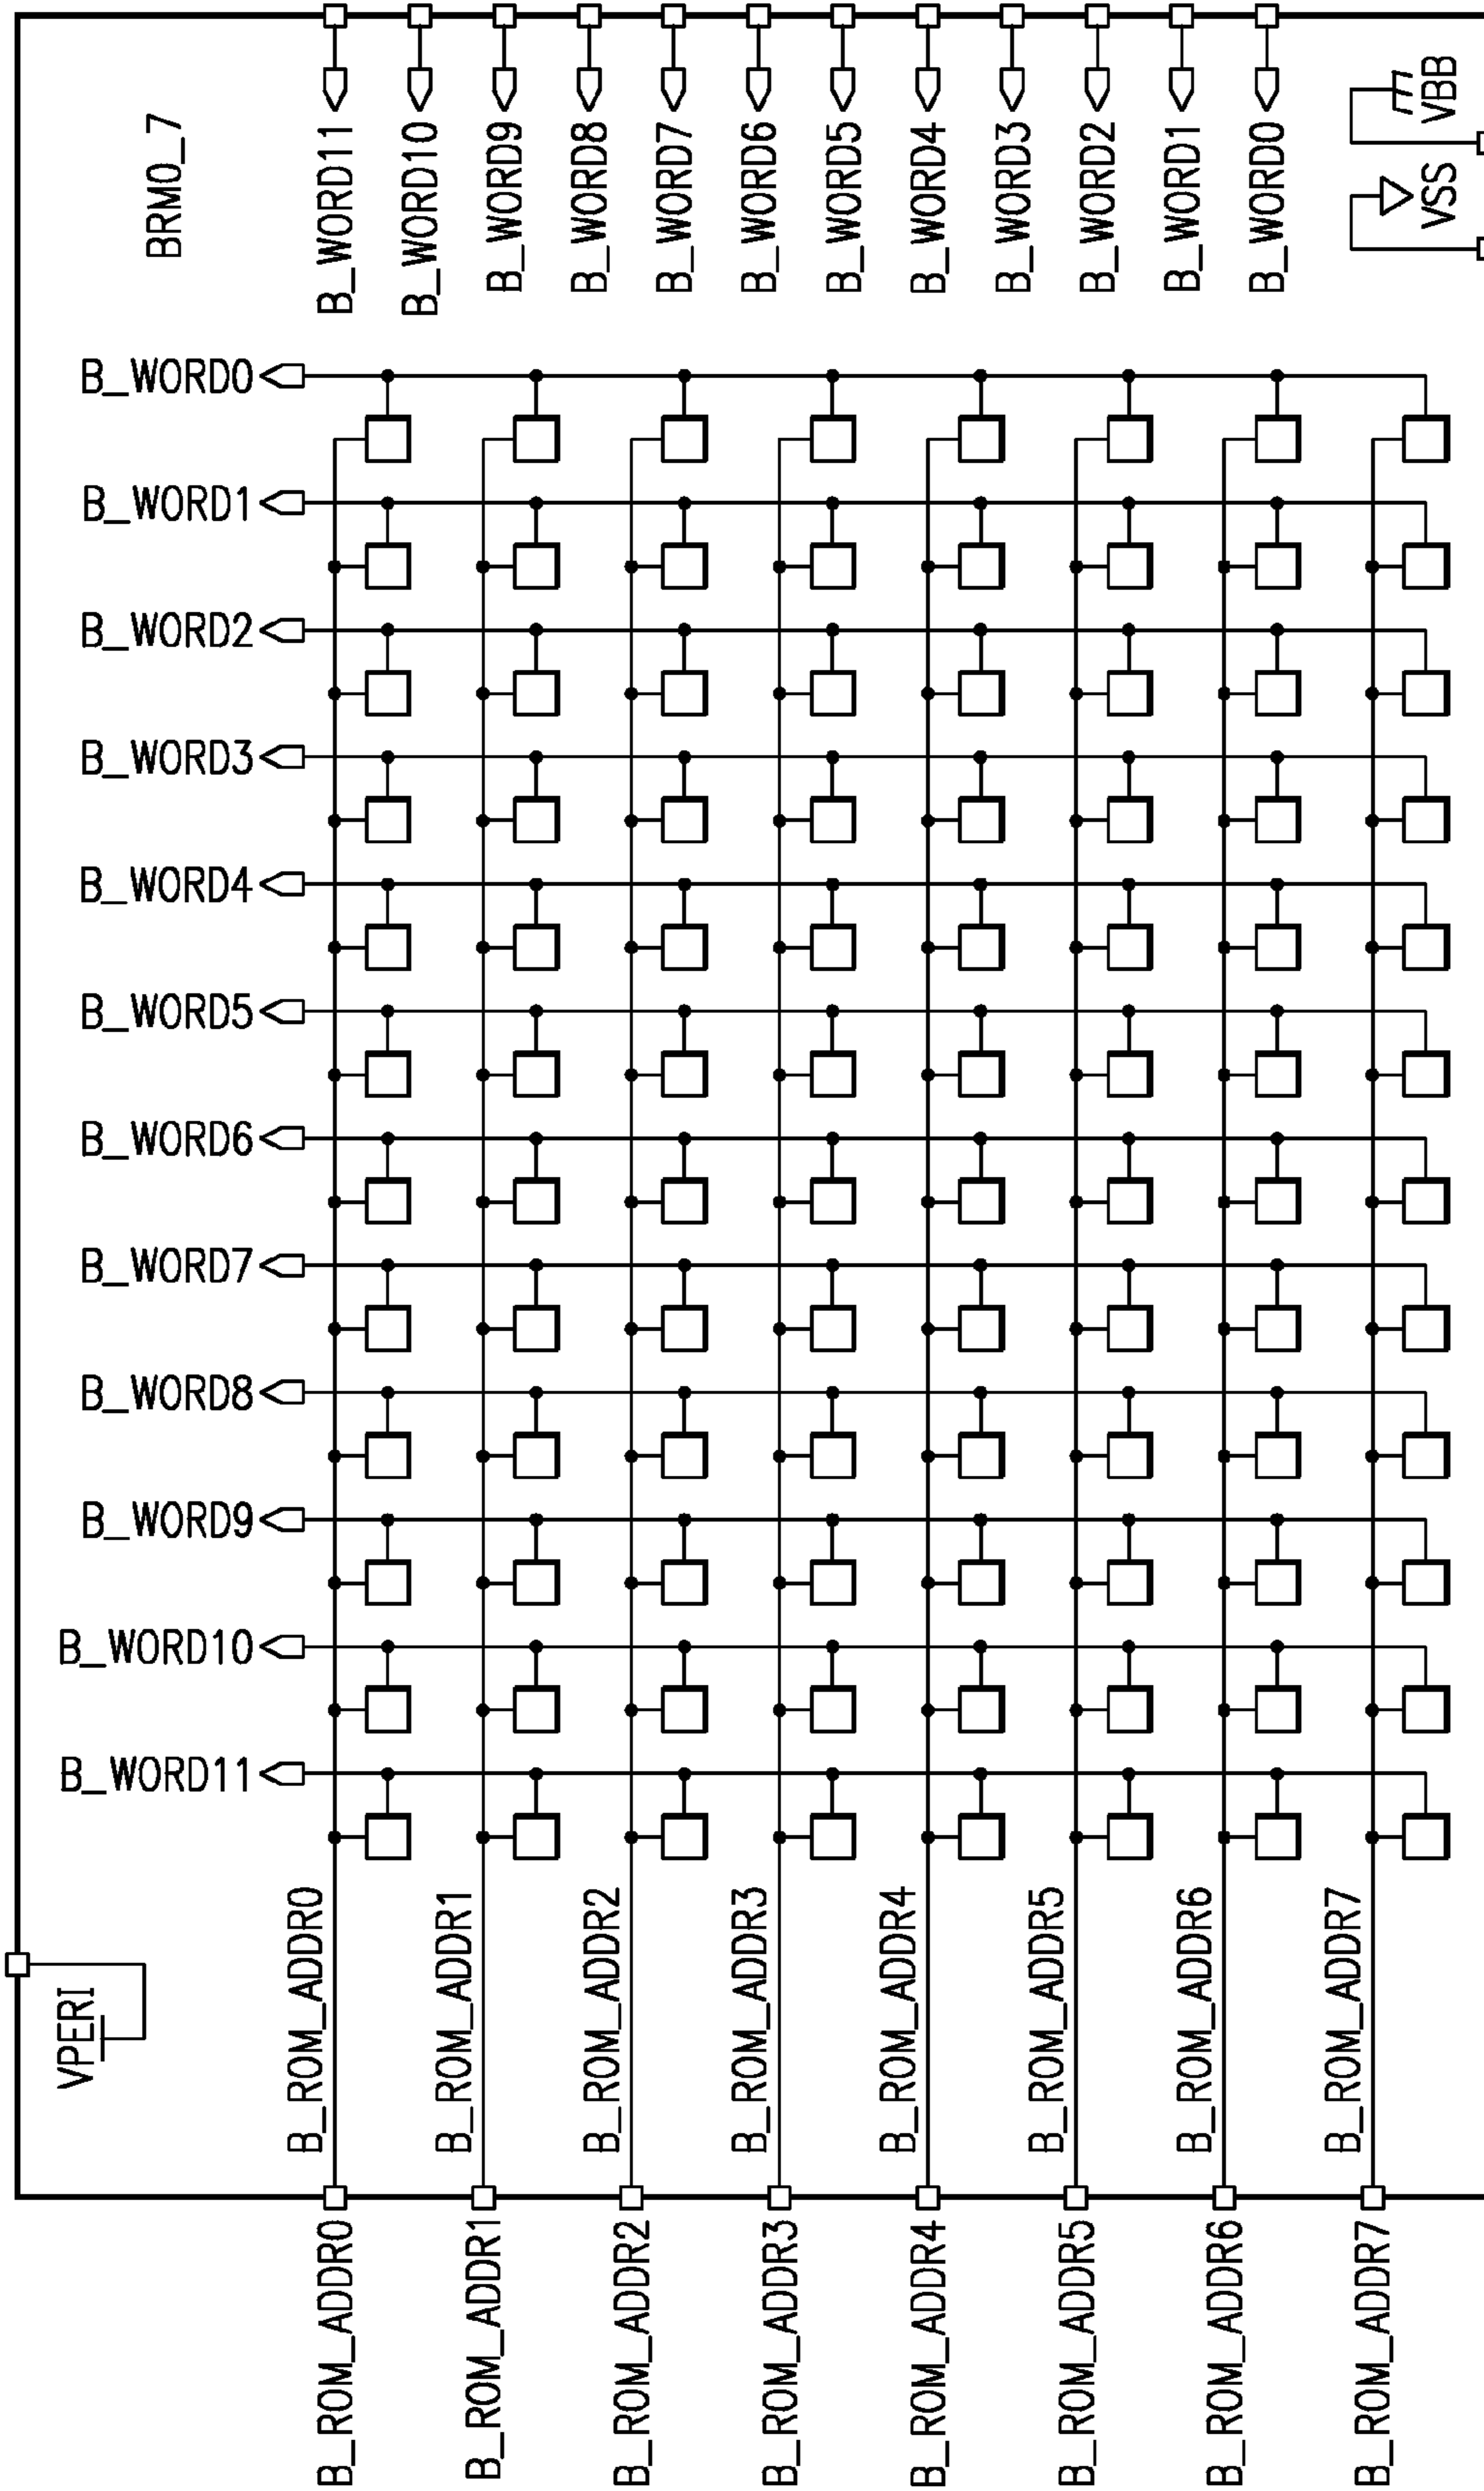 BRM0_7
B_WORD11
B_WORD10
B_WORD9
B_WORD8
B_WORD7
B_WORD6
B_WORD5
B_WORD4
B_WORD3
B_WORD2
B_WORD1
B_WORD0
VSS
VBB
B_WORD0
B_WORD1
B_WORD2
B_WORD3
B_WORD4
B_WORD5
B_WORD6
B_WORD7
B_WORD8
B_WORD9
B_WORD10
B_WORD11
VPERI
B_ROM_ADDR0
B_ROM_ADDR1
B_ROM_ADDR2
B_ROM_ADDR3
B_ROM_ADDR4
B_ROM_ADDR5
B_ROM_ADDR6
B_ROM_ADDR7
B_ROM_ADDR0
B_ROM_ADDR1
B_ROM_ADDR2
B_ROM_ADDR3
B_ROM_ADDR4
B_ROM_ADDR5
B_ROM_ADDR6
B_ROM_ADDR7